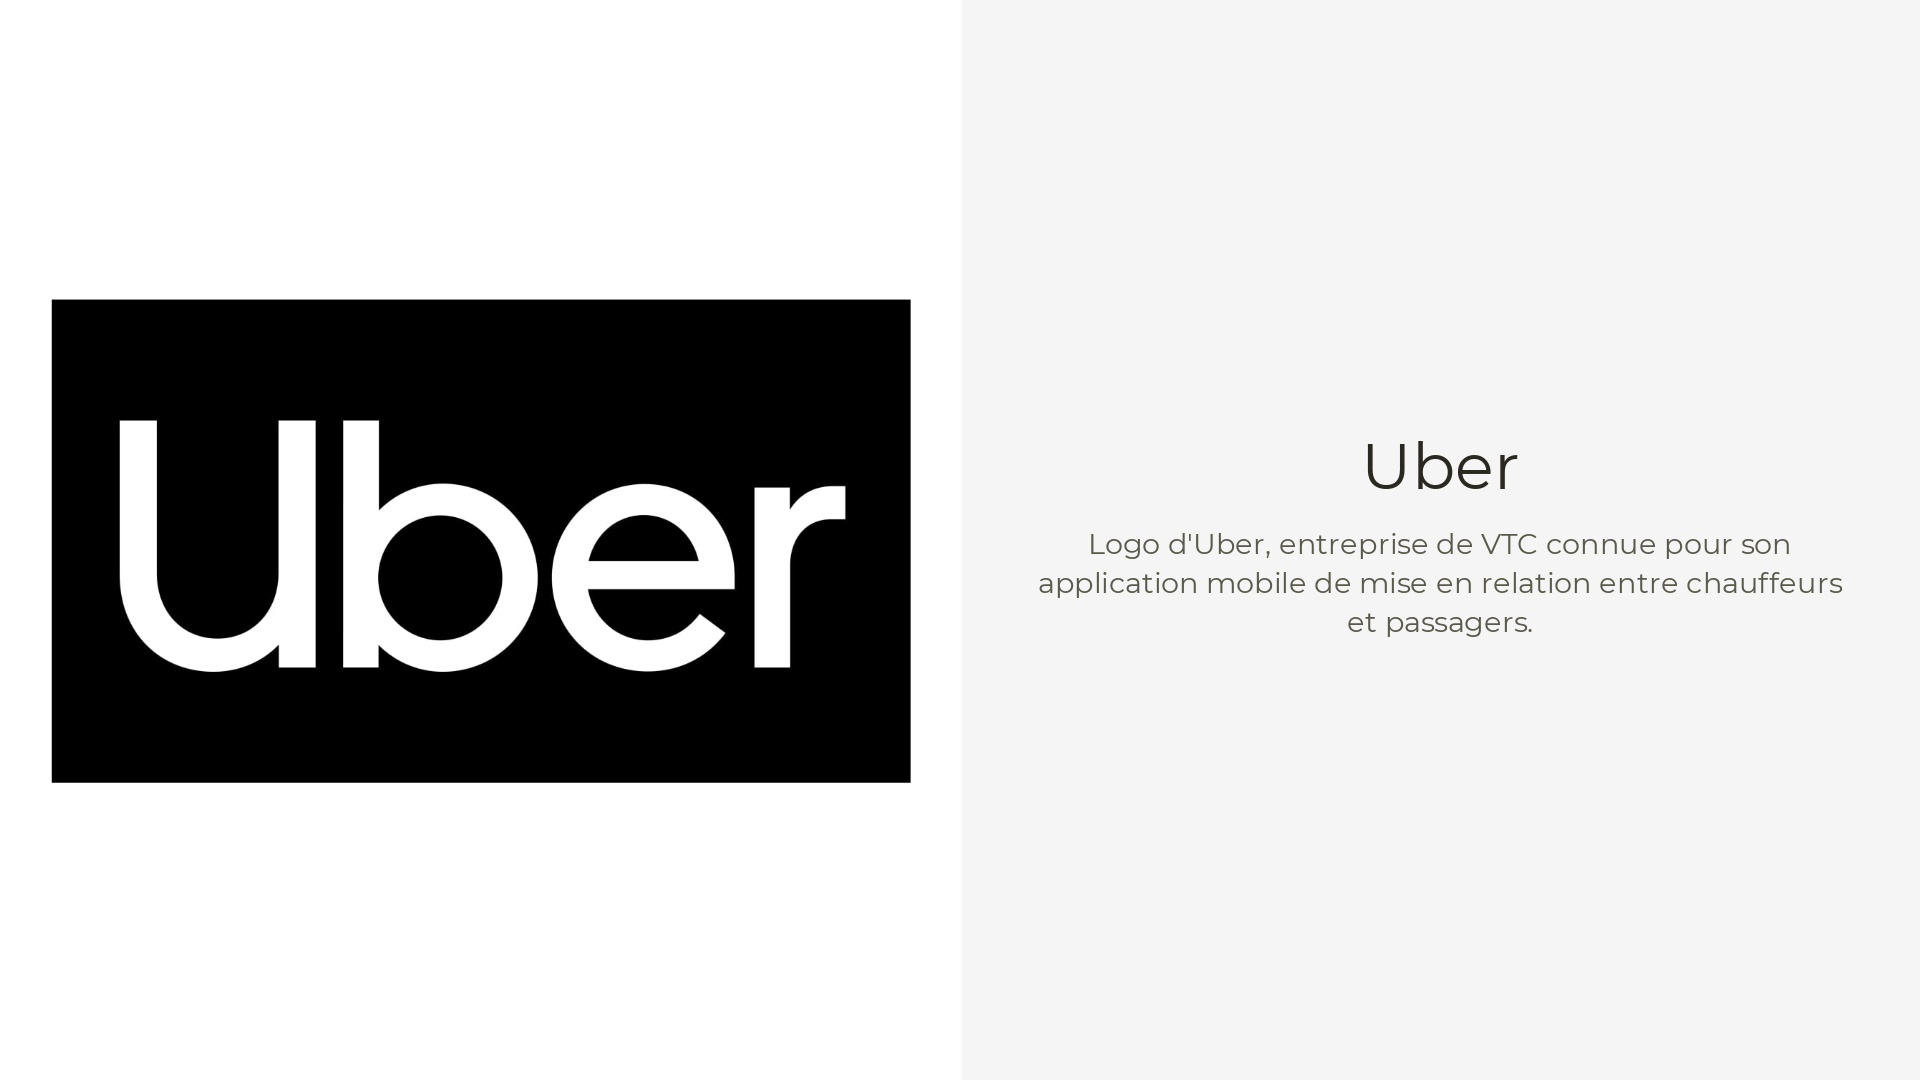 Uber
Uber
Logo d'Uber, entreprise de VTC connue pour son
application mobile de mise en relation entre chauffeurs
et passagers.